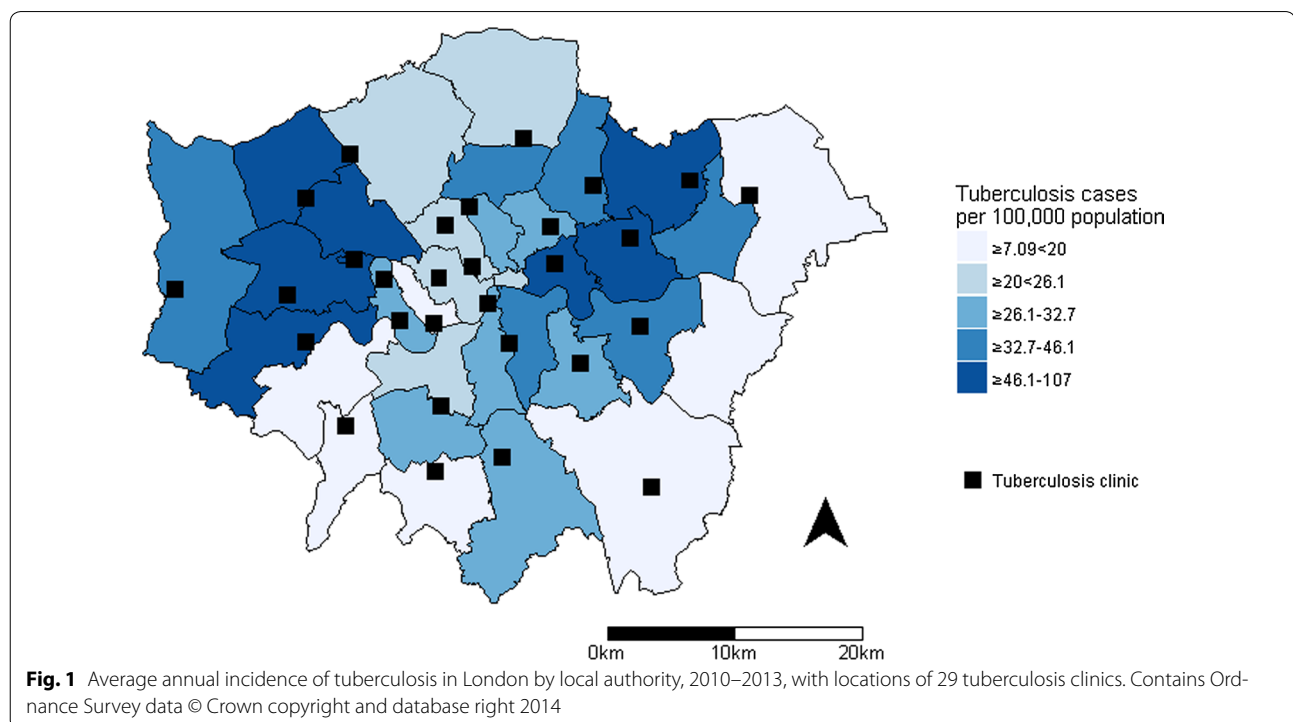 Tuberculosis cases
per 100,000 population
≥7.09<20
≥20<26.1
≥26.1-32.7
≥32.7-46.1
≥46.1-107
Tuberculosis clinic
0km 10km 20km
Fig. 1 Average annual incidence of tuberculosis in London by local authority, 2010–2013, with locations of 29 tuberculosis clinics. Contains Ord-
nance Survey data © Crown copyright and database right 2014